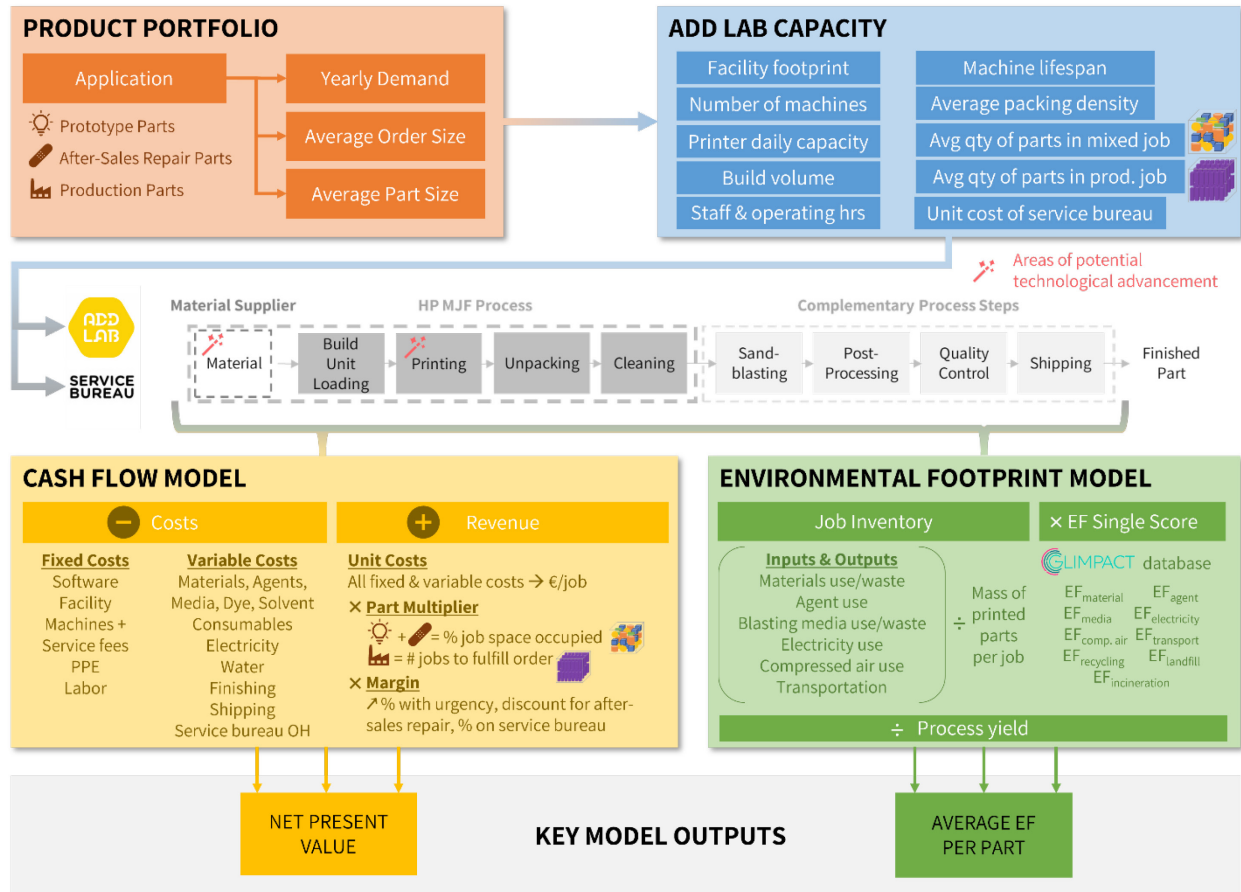 PRODUCT PORTFOLIO
Application
Yearly Demand
Average Order Size
Average Part Size
Prototype Parts
After-Sales Repair Parts
Production Parts
ADD LAB CAPACITY
Facility footprint
Number of machines
Printer daily capacity
Build volume
Staff & operating hrs
Machine lifespan
Average packing density
Avg qty of parts in mixed job
Avg qty of parts in prod. job
Unit cost of service bureau
Areas of potential
technological advancement
ADD
LAB
SERVICE
BUREAU
Material Supplier
HP MJF Process
Complementary Process Steps
Material
Build
Unit
Loading
Printing
Unpacking
Cleaning
Sand-
blasting
Post-
Processing
Quality
Control
Shipping
Finished
Part
CASH FLOW MODEL
− Costs
+ Revenue
Fixed Costs
Software
Facility
Machines +
Service fees
PPE
Labor
Variable Costs
Materials, Agents,
Media, Dye, Solvent
Consumables
Electricity
Water
Finishing
Shipping
Service bureau OH
Unit Costs
All fixed & variable costs → €/job
× Part Multiplier
+ = % job space occupied
= # jobs to fulfill order
× Margin
↗% with urgency, discount for after-
sales repair, % on service bureau
ENVIRONMENTAL FOOTPRINT MODEL
Job Inventory
× EF Single Score
Inputs & Outputs
Materials use/waste
Agent use
Blasting media use/waste
Electricity use
Compressed air use
Transportation
÷
Mass of
printed
parts
per job
GLIMPACT database
EFmaterial EFagent
EFmedia EFelectricity
EFcomp. air EFtransport
EFrecycling EFlandfill
EFincineration
÷ Process yield
NET PRESENT
VALUE
KEY MODEL OUTPUTS
AVERAGE EF
PER PART